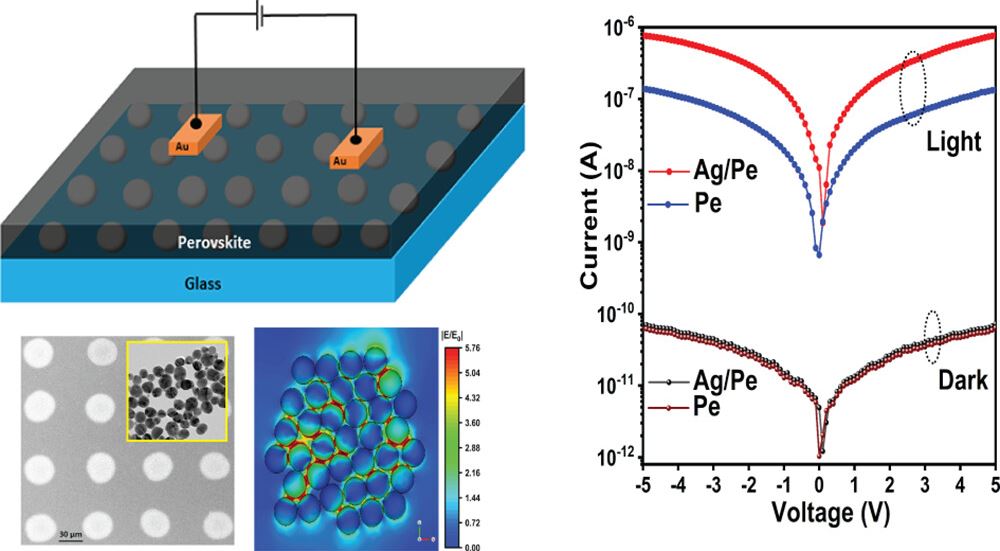 Au
Au
Perovskite
Glass
30 µm
|E/E₀|
5.76
5.04
4.32
3.60
2.88
2.16
1.44
0.72
0.00
10⁻⁶
10⁻⁷
10⁻⁸
10⁻⁹
10⁻¹⁰
10⁻¹¹
10⁻¹²
Current (A)
Light
Ag/Pe
Pe
Ag/Pe
Pe
Dark
-5 -4 -3 -2 -1 0 1 2 3 4 5
Voltage (V)